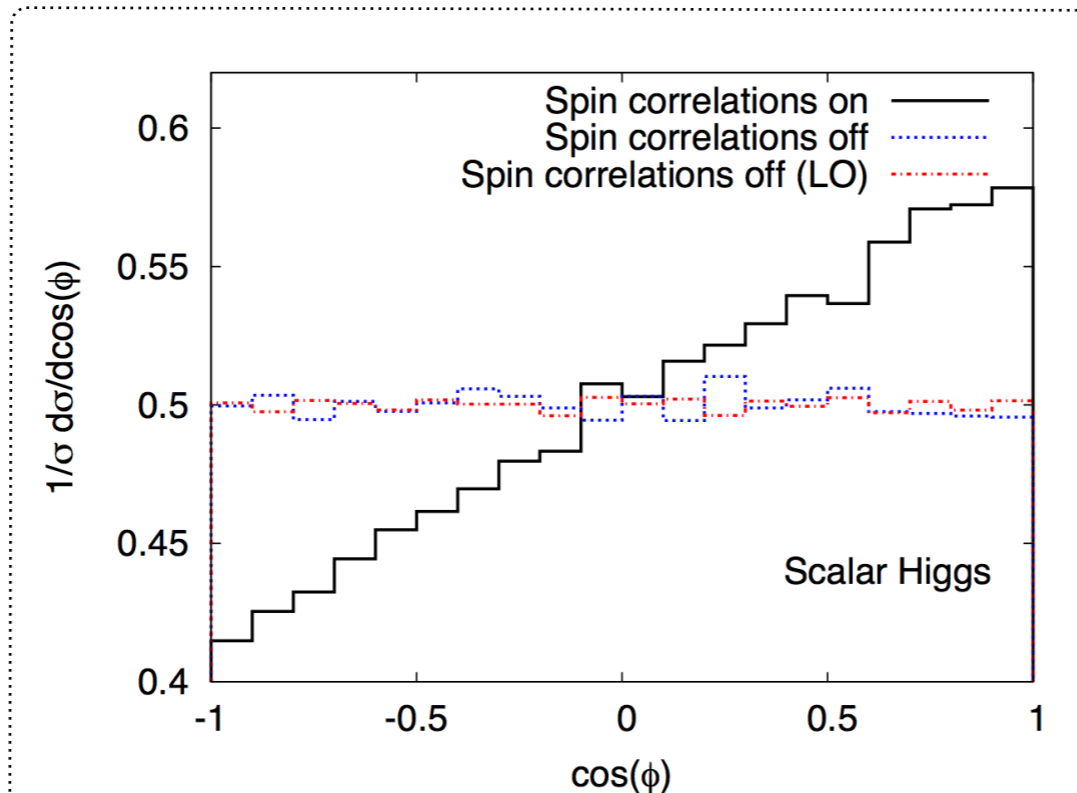 Spin correlations on
Spin correlations off
Spin correlations off (LO)
0.6
0.55
0.5
0.45
0.4
1/σ dσ/dcos(ϕ)
Scalar Higgs
-1 -0.5 0 0.5 1
cos(ϕ)